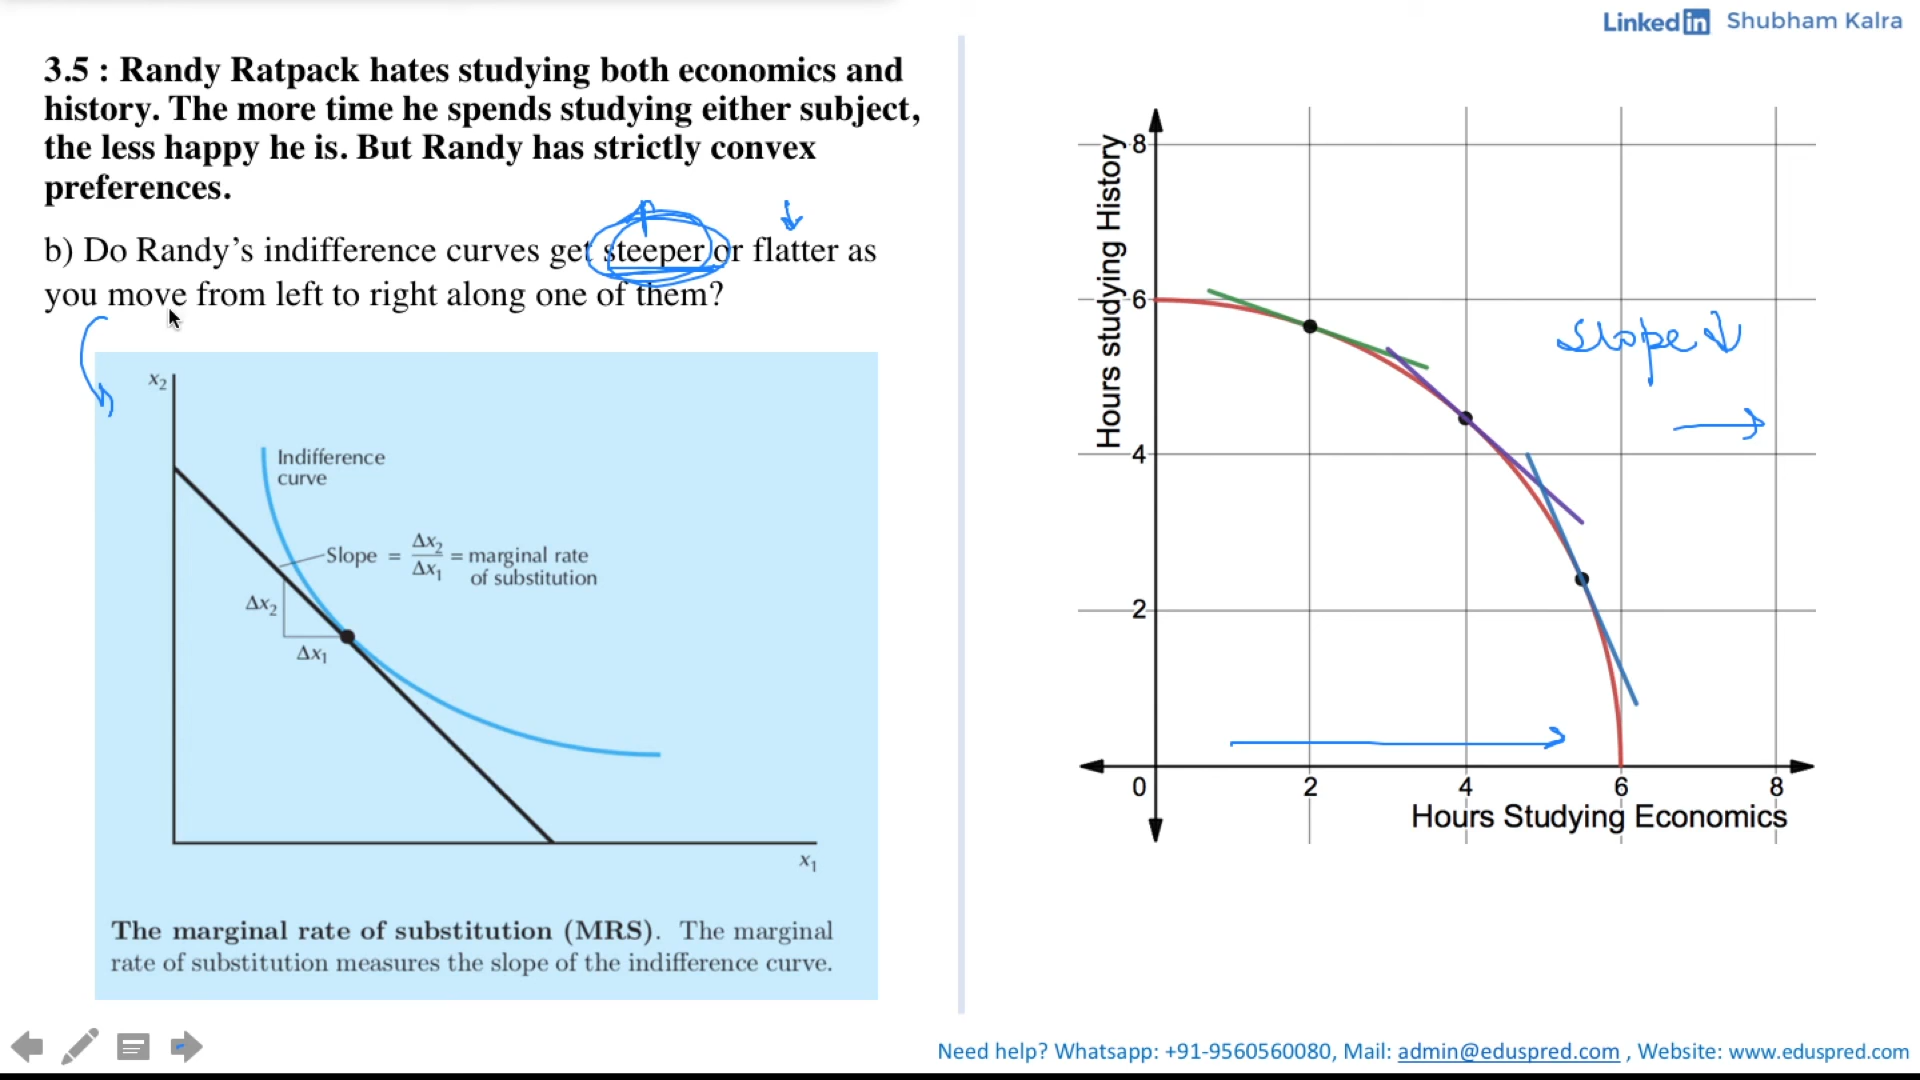 Linked in Shubham Kalra
3.5 : Randy Ratpack hates studying both economics and
history. The more time he spends studying either subject,
the less happy he is. But Randy has strictly convex
preferences.
b) Do Randy’s indifference curves get steeper or flatter as
you move from left to right along one of them?
x2
Indifference
curve
Slope = Δx2/Δx1 = marginal rate
of substitution
Δx2
Δx1
x1
The marginal rate of substitution (MRS). The marginal
rate of substitution measures the slope of the indifference curve.
Hours studying History
8
6
4
2
slope
0 2 4 6 8
Hours Studying Economics
Need help? Whatsapp: +91-9560560080, Mail: admin@eduspred.com , Website: www.eduspred.com